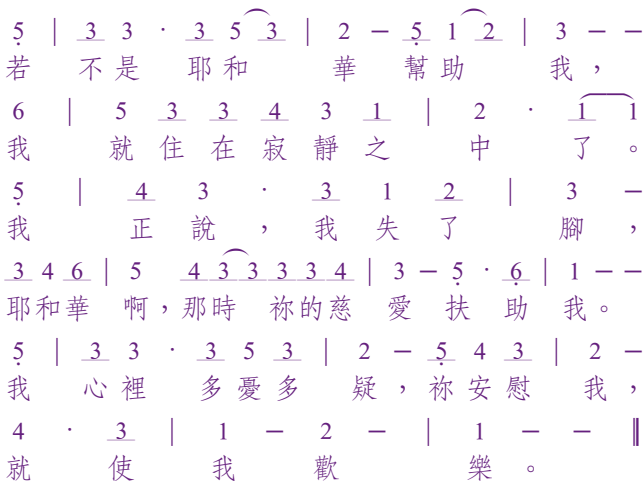 5̣ | 3 3 · 3 5 3 | 2 － 5̣ 1 2 | 3 － －
若 不是 耶和 華 幫助 我，
6 | 5 3 3 4 3 1 | 2 · 1 1
我 就住在寂靜之 中 了。
5̣ | 4 3 · 3 1 2 | 3 －
我 正說，我失了 腳，
3 4 6 | 5 4 3 3 3 3 4 | 3 － 5̣ · 6̣ | 1 － －
耶和華 啊，那時 祢的慈 愛 扶 助 我。
5̣ | 3 3 · 3 5 3 | 2 － 5̣ 4 3 | 2 －
我 心裡 多憂多 疑，祢安慰 我，
4 · 3 | 1 － 2 － | 1 － － ‖
就 使 我 歡 樂。